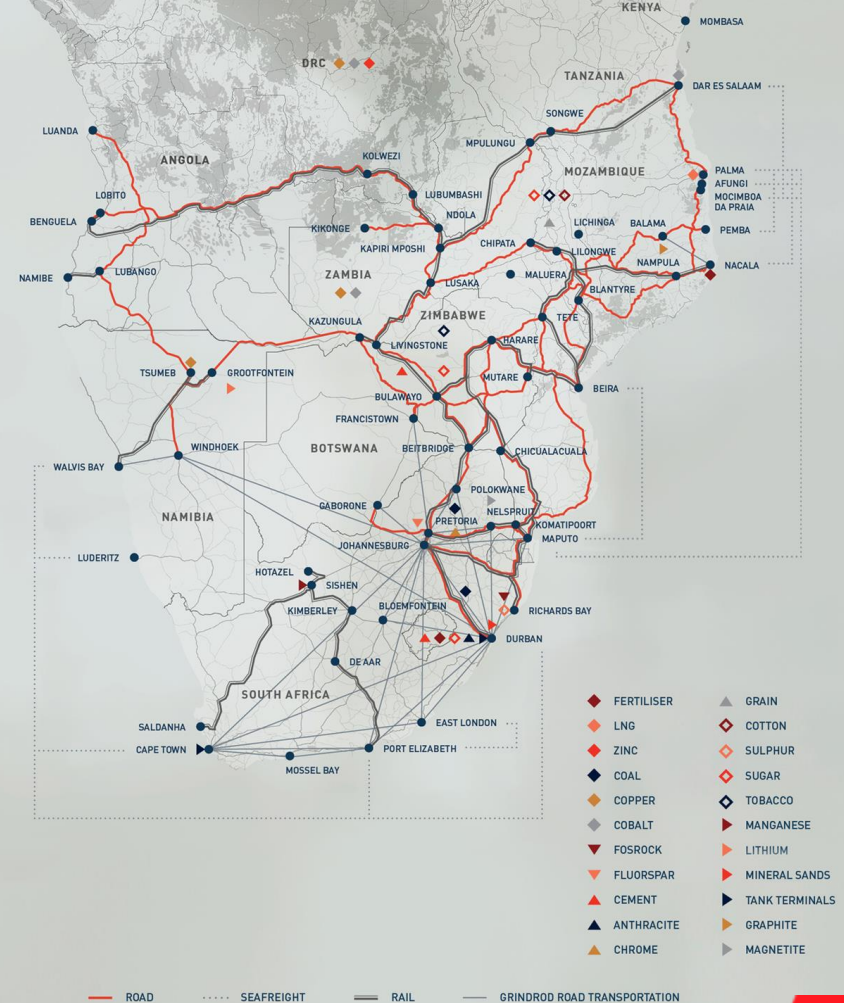 KENYA
MOMBASA
DRC
TANZANIA
DAR ES SALAAM
SONGWE
LUANDA
MPULUNGU
ANGOLA
KOLWEZI
MOZAMBIQUE
PALMA
AFUNGI
MOCIMBOA
DA PRAIA
LOBITO
LUBUMBASHI
BENGUELA
NDOLA
KIKONGE
LICHINGA
BALAMA
PEMBA
KAPIRI MPOSHI
CHIPATA
LILONGWE
NAMPULA
NACALA
NAMIBE
LUBANGO
ZAMBIA
LUSAKA
MALUERA
BLANTYRE
KAZUNGULA
ZIMBABWE
TETE
LIVINGSTONE
HARARE
TSUMEB
GROOTFONTEIN
MUTARE
BEIRA
BULAWAYO
FRANCISTOWN
WINDHOEK
BOTSWANA
BEITBRIDGE
CHICUALACUALA
WALVIS BAY
POLOKWANE
GABORONE
NELSPRUIT
NAMIBIA
PRETORIA
KOMATIPOORT
JOHANNESBURG
MAPUTO
LUDERITZ
HOTAZEL
SISHEN
KIMBERLEY
BLOEMFONTEIN
RICHARDS BAY
DURBAN
DE AAR
SOUTH AFRICA
SALDANHA
EAST LONDON
CAPE TOWN
PORT ELIZABETH
MOSSEL BAY
FERTILISER
LNG
ZINC
COAL
COPPER
COBALT
FOSROCK
FLUORSPAR
CEMENT
ANTHRACITE
CHROME
GRAIN
COTTON
SULPHUR
SUGAR
TOBACCO
MANGANESE
LITHIUM
MINERAL SANDS
TANK TERMINALS
GRAPHITE
MAGNETITE
ROAD SEAFREIGHT RAIL GRINDROD ROAD TRANSPORTATION